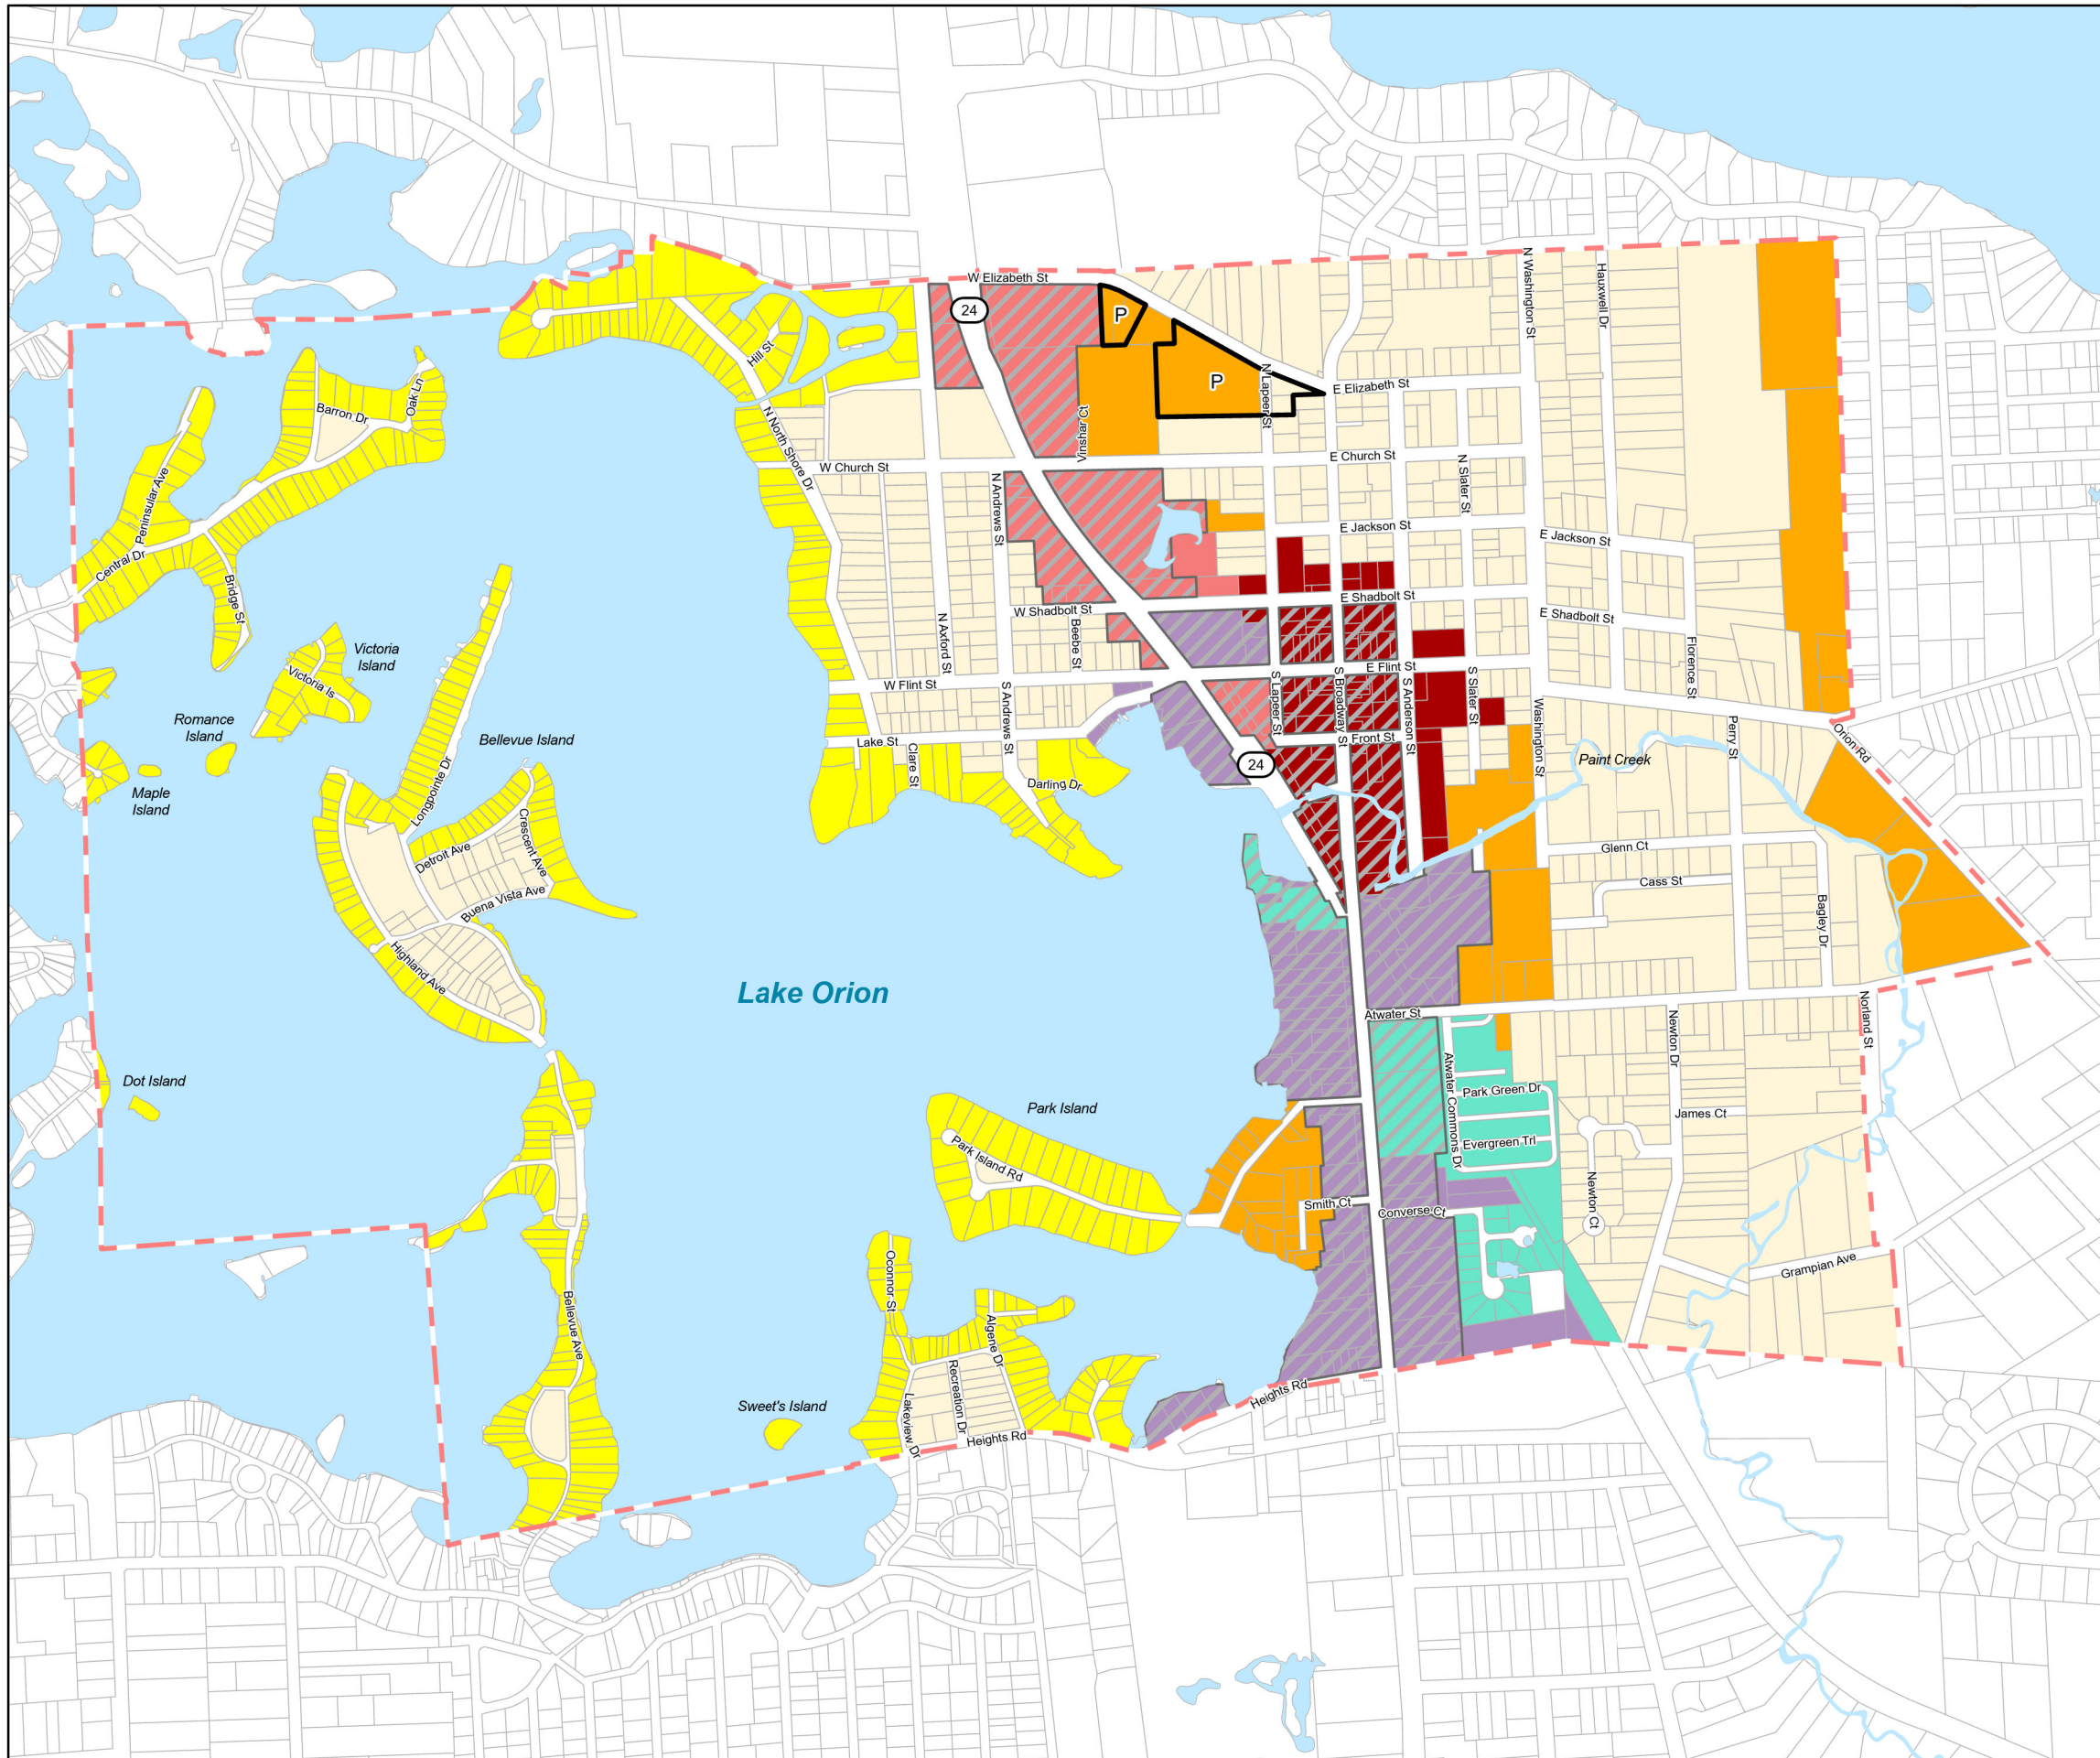 W Elizabeth St
24
P
P
N Washington St
Hauxwell Dr
Hill St
N Lapeer St
E Elizabeth St
Oak Ln
Barron Dr
Vinshar Ct
N North Shore Dr
W Church St
E Church St
Peninsular Ave
N Andrews St
N Slater St
E Jackson St
E Jackson St
Central Dr
Bridge St
E Shadbolt St
W Shadbolt St
E Shadbolt St
N Axford St
Beebe St
Victoria
Island
Victoria Is
W Flint St
E Flint St
Florence St
S Andrews St
S Lapeer St
S Broadway St
S Anderson St
S Slater St
Washington St
Perry St
Romance
Island
Bellevue Island
Lake St
Clare St
Front St
Orion Rd
24
Paint Creek
Longpointe Dr
Darling Dr
Maple
Island
Crescent Ave
Detroit Ave
Glenn Ct
Cass St
Buena Vista Ave
Bagley Dr
Highland Ave
Lake Orion
Atwater St
Newton Dr
Norland St
Dot Island
Park Island
Atwater Commons Dr
Park Green Dr
James Ct
Evergreen Trl
Park Island Rd
Smith Ct
Converse Ct
Newton Ct
Grampian Ave
Oconnor St
Bellevue Ave
Algene Dr
Recreation Dr
Heights Rd
Sweet's Island
Lakeview Dr
Heights Rd